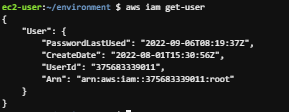 ec2-user:~/environment $ aws iam get-user
{
    "User": {
        "PasswordLastUsed": "2022-09-06T08:19:37Z",
        "CreateDate": "2022-08-01T15:30:56Z",
        "UserId": "375683339011",
        "Arn": "arn:aws:iam::375683339011:root"
    }
}